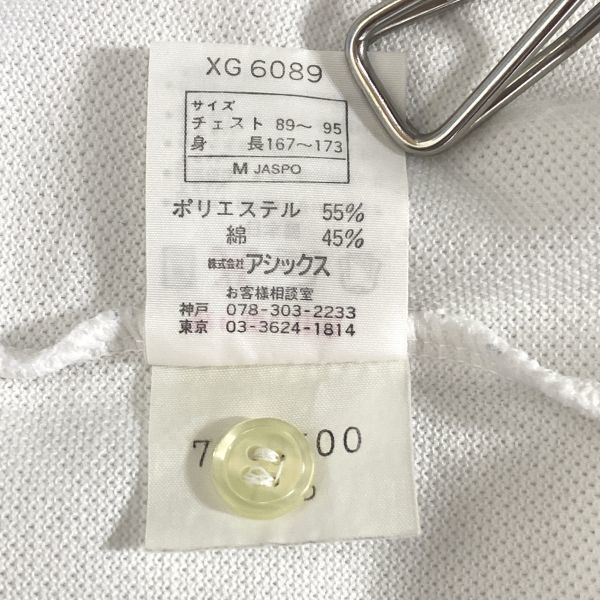 XG 6089
サイズ
チェスト 89〜 95
身 長167〜173
M JASPO
ポリエステル 55%
綿 45%
株式会社アシックス
お客様相談室
神戸 078-303-2233
東京 03-3624-1814
7 00